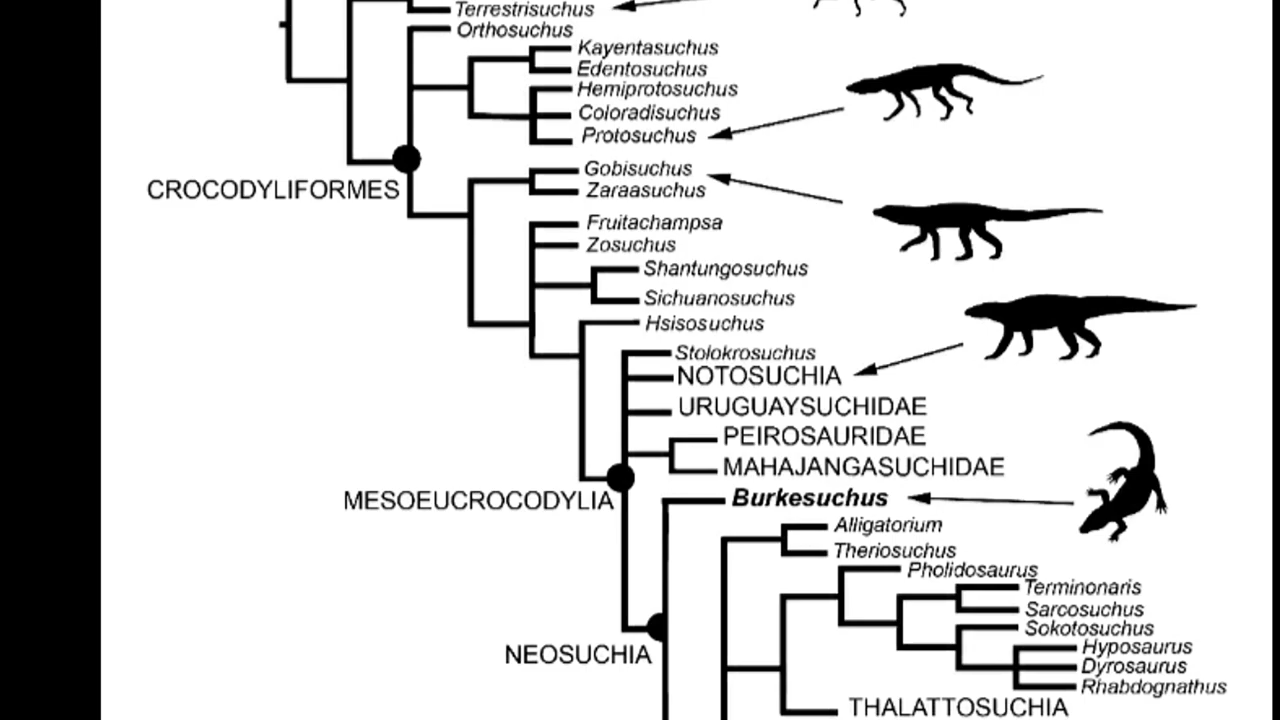 Terrestrisuchus
Orthosuchus
Kayentasuchus
Edentosuchus
Hemiprotosuchus
Coloradisuchus
Protosuchus
Gobisuchus
CROCODYLIFORMES
Zaraasuchus
Fruitachampsa
Zosuchus
Shantungosuchus
Sichuanosuchus
Hsisosuchus
Stolokrosuchus
NOTOSUCHIA
URUGUAYSUCHIDAE
PEIROSAURIDAE
MAHAJANGASUCHIDAE
MESOEUCROCODYLIA
Burkesuchus
Alligatorium
Theriosuchus
Pholidosaurus
Terminonaris
Sarcosuchus
Sokotosuchus
Hyposaurus
NEOSUCHIA
Dyrosaurus
Rhabdognathus
THALATTOSUCHIA